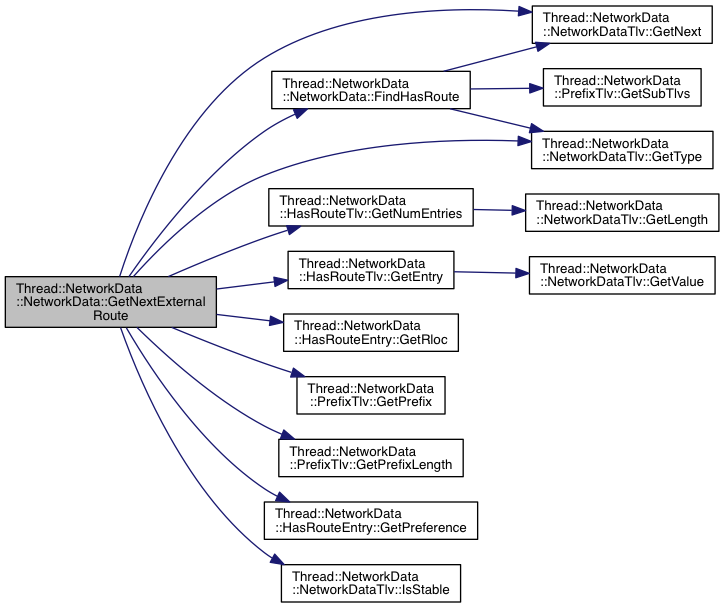 Thread::NetworkData
::NetworkData::GetNextExternal
Route
Thread::NetworkData
::NetworkData::FindHasRoute
Thread::NetworkData
::HasRouteTlv::GetNumEntries
Thread::NetworkData
::HasRouteTlv::GetEntry
Thread::NetworkData
::HasRouteEntry::GetRloc
Thread::NetworkData
::PrefixTlv::GetPrefix
Thread::NetworkData
::PrefixTlv::GetPrefixLength
Thread::NetworkData
::HasRouteEntry::GetPreference
Thread::NetworkData
::NetworkDataTlv::IsStable
Thread::NetworkData
::NetworkDataTlv::GetNext
Thread::NetworkData
::PrefixTlv::GetSubTlvs
Thread::NetworkData
::NetworkDataTlv::GetType
Thread::NetworkData
::NetworkDataTlv::GetLength
Thread::NetworkData
::NetworkDataTlv::GetValue